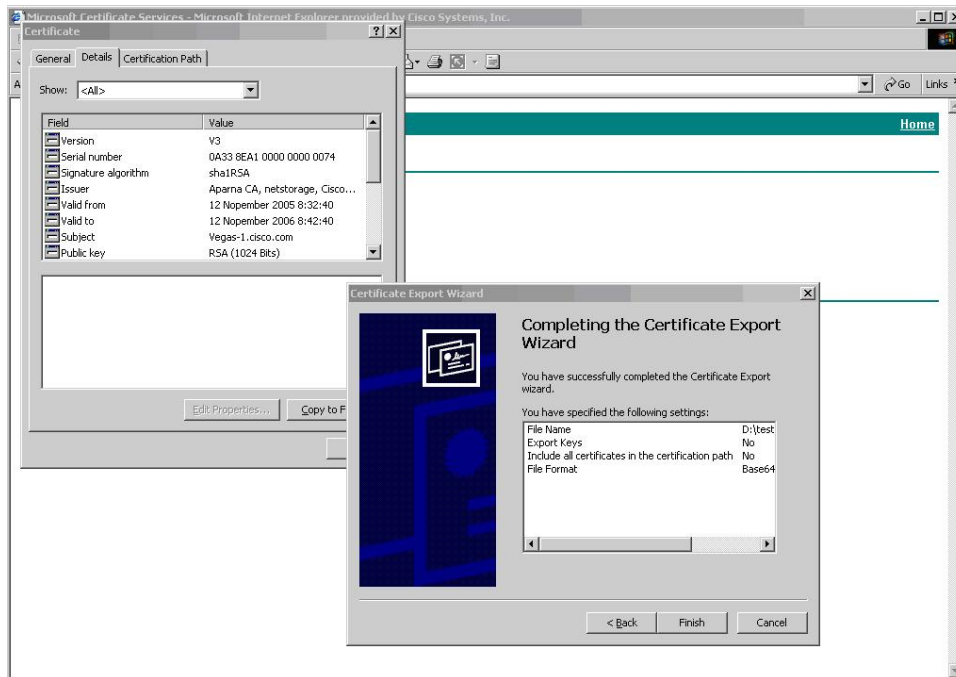 Microsoft Certificate Services - Microsoft Internet Explorer provided by Cisco Systems, Inc.
Certificate
General Details Certification Path
Go Links
Show: <All>
Home
Field Value
Version V3
Serial number 0A33 8EA1 0000 0000 0074
Signature algorithm sha1RSA
Issuer Aparna CA, netstorage, Cisco...
Valid from 12 Nopember 2005 8:32:40
Valid to 12 Nopember 2006 8:42:40
Subject Vegas-1.cisco.com
Public key RSA (1024 Bits)
Edit Properties... Copy to F
Certificate Export Wizard
Completing the Certificate Export
Wizard
You have successfully completed the Certificate Export
wizard.
You have specified the following settings:
File Name D:\test
Export Keys No
Include all certificates in the certification path No
File Format Base64
< Back Finish Cancel